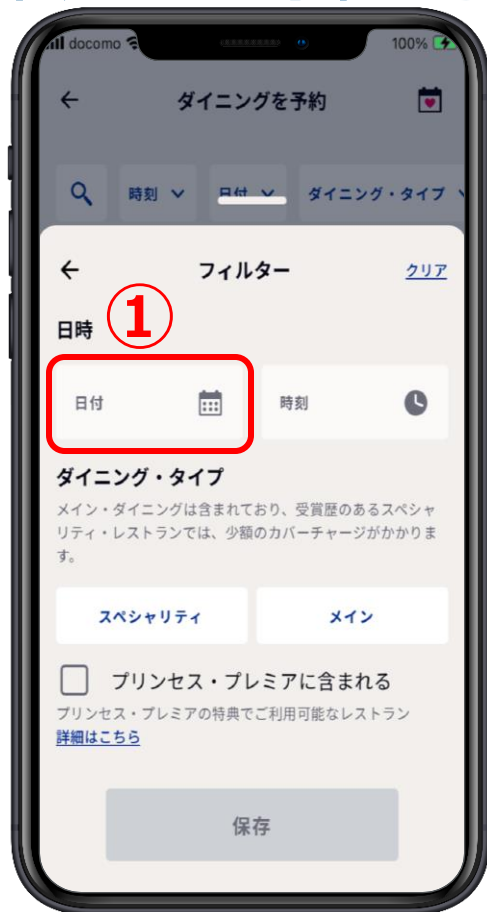 docomo 100%
ダイニングを予約
時刻 日付 ダイニング・タイプ
フィルター クリア
①
日時
日付 時刻
ダイニング・タイプ
メイン・ダイニングは含まれており、受賞歴のあるスペシャ
リティ・レストランでは、少額のカバーチャージがかかりま
す。
スペシャリティ メイン
プリンセス・プレミアに含まれる
プリンセス・プレミアの特典でご利用可能なレストラン
詳細はこちら
保存